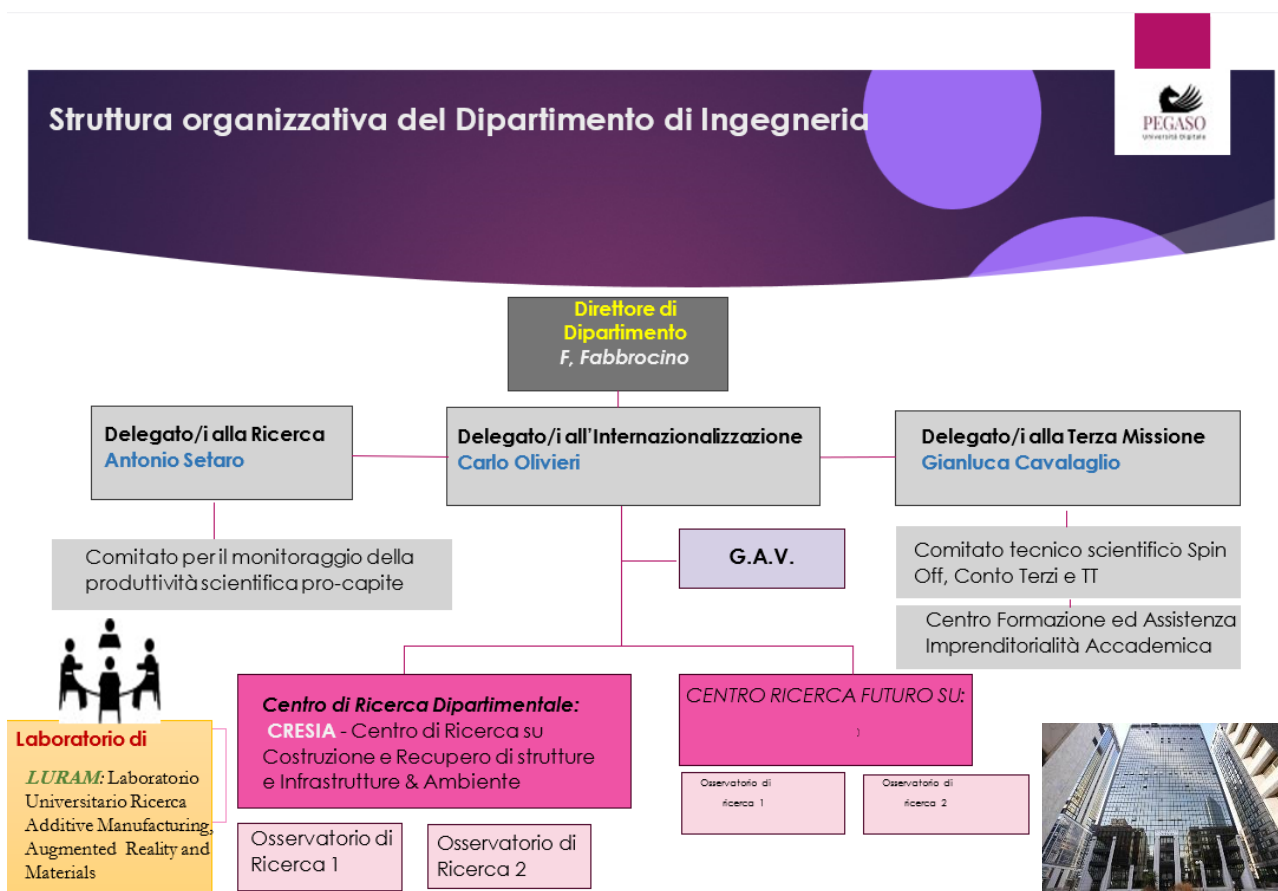 Struttura organizzativa del Dipartimento di Ingegneria
PEGASO
Università Digitale
Direttore di
Dipartimento
F, Fabbrocino
Delegato/i alla Ricerca
Antonio Setaro
Delegato/i all'Internazionalizzazione
Carlo Olivieri
Delegato/i alla Terza Missione
Gianluca Cavalaglio
Comitato per il monitoraggio della
produttività scientifica pro-capite
G.A.V.
Comitato tecnico scientifico Spin
Off, Conto Terzi e TT
Centro Formazione ed Assistenza
Imprenditorialità Accademica
Centro di Ricerca Dipartimentale:
CRESIA - Centro di Ricerca su
Costruzione e Recupero di strutture
e Infrastrutture & Ambiente
CENTRO RICERCA FUTURO SU:
)
Laboratorio di
LURAM: Laboratorio
Universitario Ricerca
Additive Manufacturing,
Augmented Reality and
Materials
Osservatorio di
Ricerca 1
Osservatorio di
Ricerca 2
Osservatorio di
ricerca 1
Osservatorio di
ricerca 2